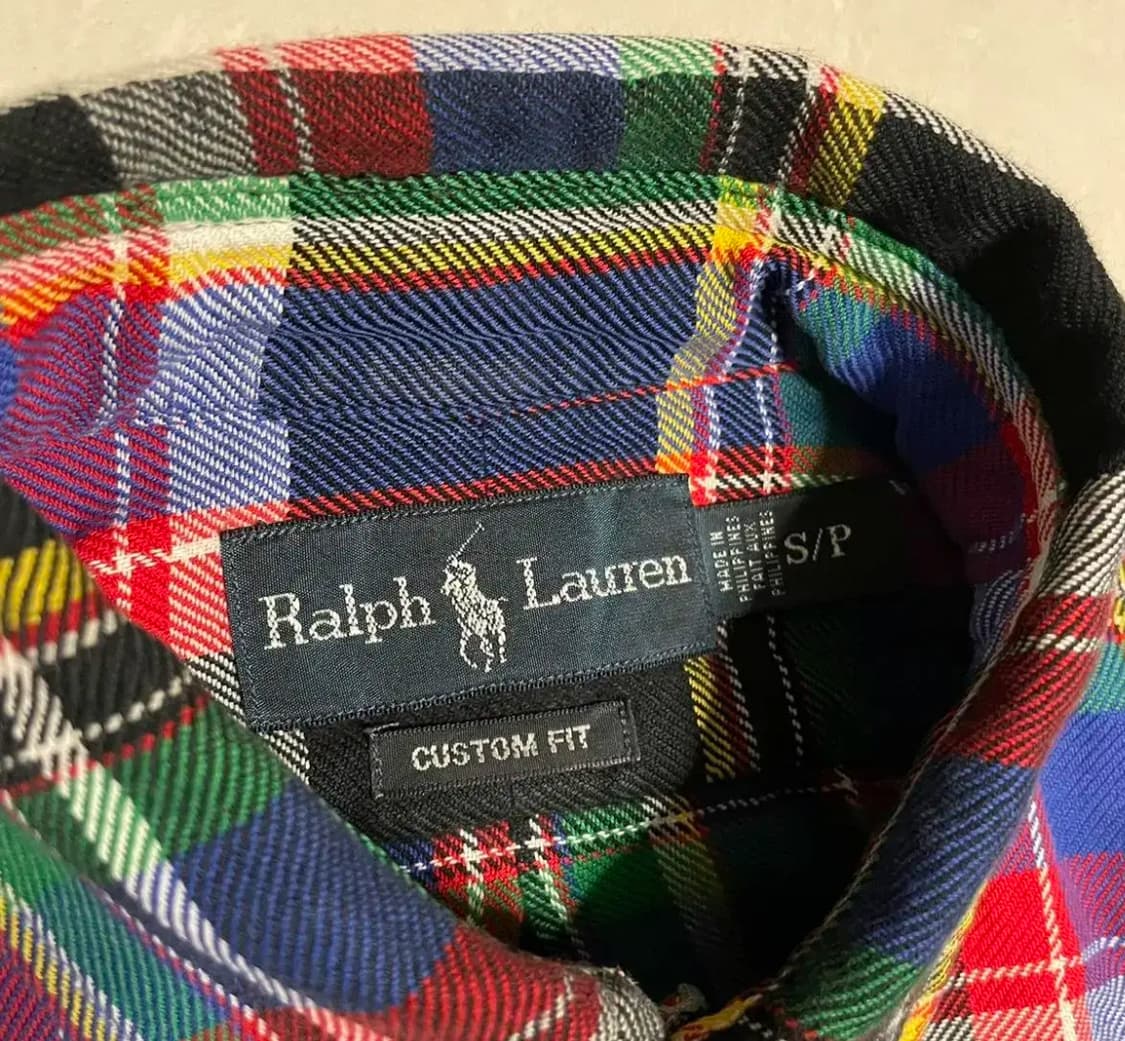 Ralph Lauren
MADE IN
PHILIPPINES
FAIT AUX
PHILIPPINES
S/P
CUSTOM FIT